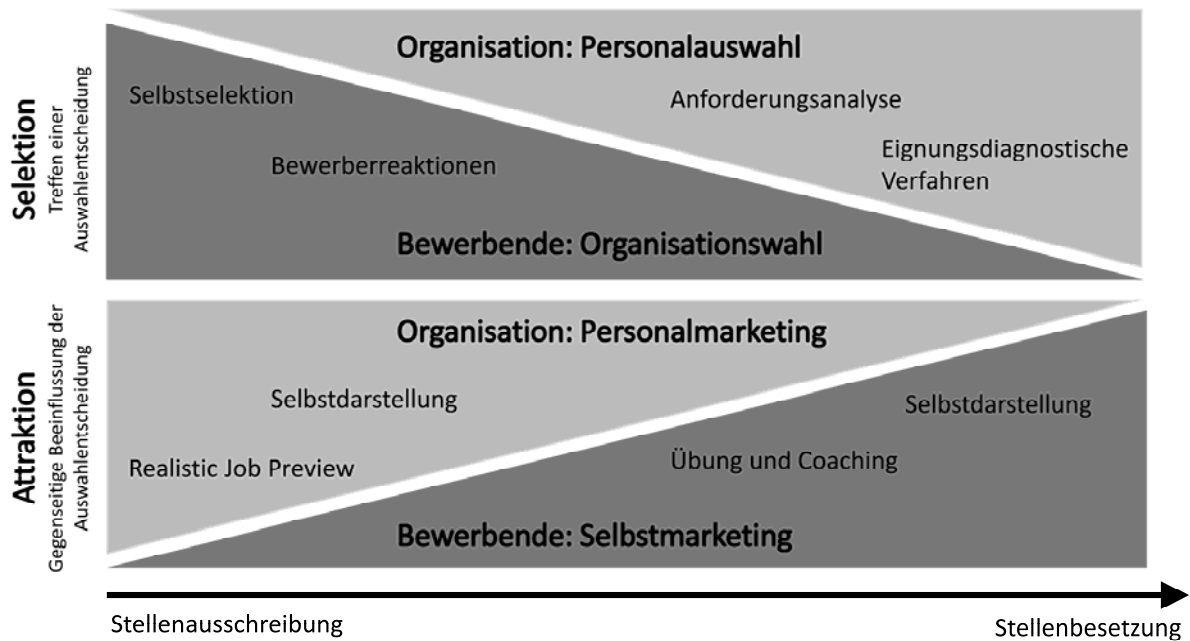 Selektion
Treffen einer
Auswahlentscheidung
Organisation: Personalauswahl
Selbstselektion
Anforderungsanalyse
Bewerberreaktionen
Eignungsdiagnostische
Verfahren
Bewerbende: Organisationswahl
Attraktion
Gegenseitige Beeinflussung der
Auswahlentscheidung
Organisation: Personalmarketing
Selbstdarstellung
Selbstdarstellung
Realistic Job Preview
Übung und Coaching
Bewerbende: Selbstmarketing
Stellenausschreibung
Stellenbesetzung